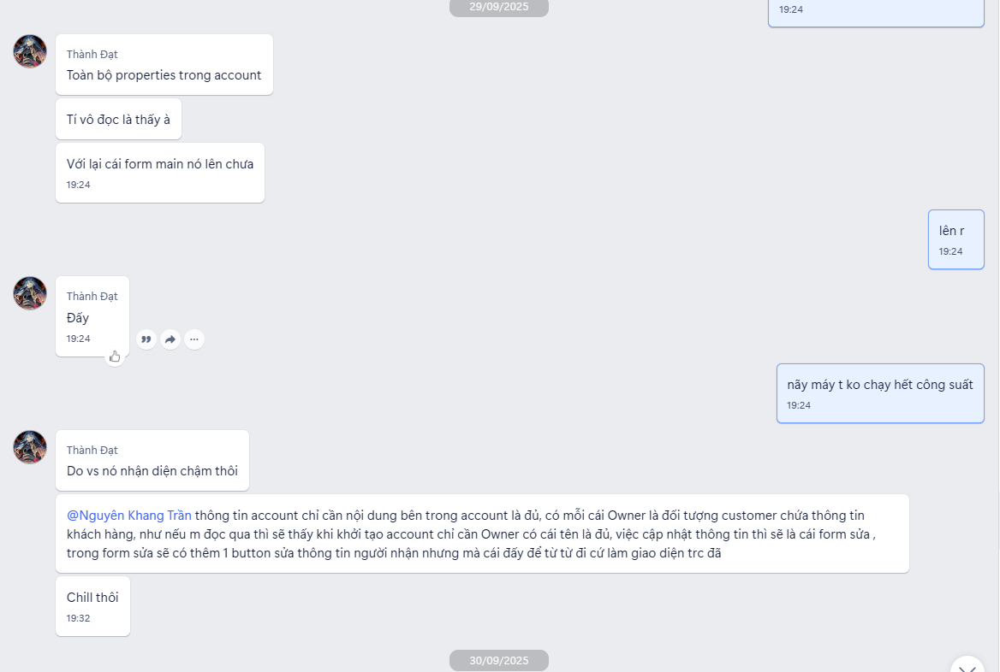 29/09/2025
19:24
Thành Đạt
Toàn bộ properties trong account
Tí vô đọc là thấy à
Với lại cái form main nó lên chưa
19:24
lên r
19:24
Thành Đạt
Đấy
19:24
nãy máy t ko chạy hết công suất
19:24
Thành Đạt
Do vs nó nhận diện chậm thôi
@Nguyên Khang Trần thông tin account chỉ cần nội dung bên trong account là đủ, có mỗi cái Owner là đối tượng customer chứa thông tin
khách hàng, như nếu m đọc qua thì sẽ thấy khi khởi tạo account chỉ cần Owner có cái tên là đủ, việc cập nhật thông tin thì sẽ là cái form sửa ,
trong form sửa sẽ có thêm 1 button sửa thông tin người nhận nhưng mà cái đấy để từ từ đi cứ làm giao diện trc đã
Chill thôi
19:32
30/09/2025